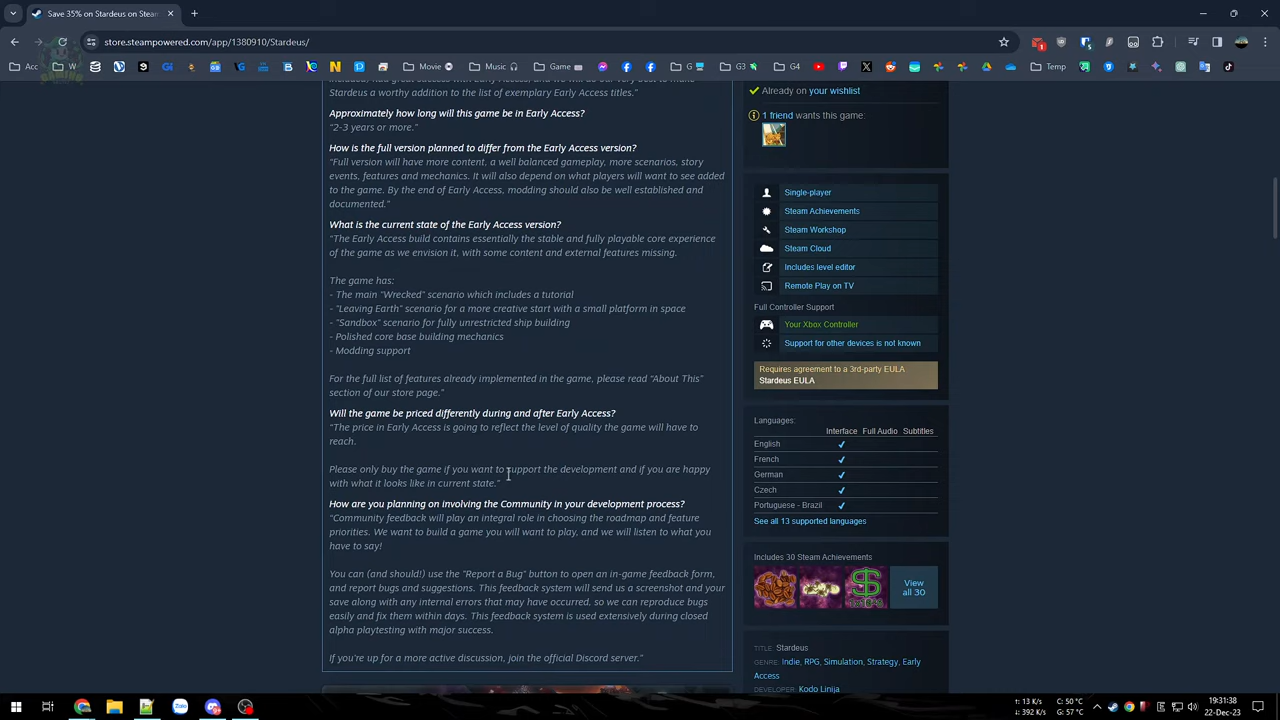 Save 35% on Stardeus on Steam
store.steampowered.com/app/1380910/Stardeus/
Movie
Music
Game
G3
G4
Temp
Stardeus a worthy addition to the list of exemplary Early Access titles.”
Approximately how long will this game be in Early Access?
“2-3 years or more.”
How is the full version planned to differ from the Early Access version?
“Full version will have more content, a well balanced gameplay, more scenarios, story
events, features and mechanics. It will also depend on what players will want to see added
to the game. By the end of Early Access, modding should also be well established and
documented.”
What is the current state of the Early Access version?
“The Early Access build contains essentially the stable and fully playable core experience
of the game as we envision it, with some content and external features missing.
The game has:
- The main "Wrecked" scenario which includes a tutorial
- "Leaving Earth" scenario for a more creative start with a small platform in space
- "Sandbox" scenario for fully unrestricted ship building
- Polished core base building mechanics
- Modding support
For the full list of features already implemented in the game, please read “About This”
section of our store page.”
Will the game be priced differently during and after Early Access?
“The price in Early Access is going to reflect the level of quality the game will have to
reach.
Please only buy the game if you want to support the development and if you are happy
with what it looks like in current state.”
How are you planning on involving the Community in your development process?
“Community feedback will play an integral role in choosing the roadmap and feature
priorities. We want to build a game you will want to play, and we will listen to what you
have to say!
You can (and should!) use the "Report a Bug" button to open an in-game feedback form,
and report bugs and suggestions. This feedback system will send us a screenshot and your
save along with any internal errors that may have occurred, so we can reproduce bugs
easily and fix them within days. This feedback system is used extensively during closed
alpha playtesting with major success.
If you're up for a more active discussion, join the official Discord server.”
Already on your wishlist
1 friend wants this game:
Single-player
Steam Achievements
Steam Workshop
Steam Cloud
Includes level editor
Remote Play on TV
Full Controller Support
Your Xbox Controller
Support for other devices is not known
Requires agreement to a 3rd-party EULA
Stardeus EULA
Languages:
Interface Full Audio Subtitles
English
French
German
Czech
Portuguese - Brazil
See all 13 supported languages
Includes 30 Steam Achievements
View
all 30
TITLE: Stardeus
GENRE: Indie, RPG, Simulation, Strategy, Early
Access
DEVELOPER: Kodo Linija
↑: 13 K/s C: 50 °C
↓: 392 K/s G: 57 °C
19:31:38
22-Dec-23